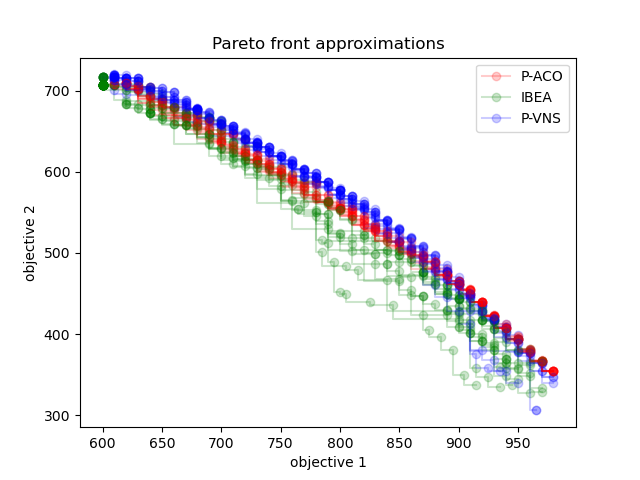 Pareto front approximations
P-ACO
IBEA
P-VNS
objective 2
700
600
500
400
300
600 650 700 750 800 850 900 950
objective 1